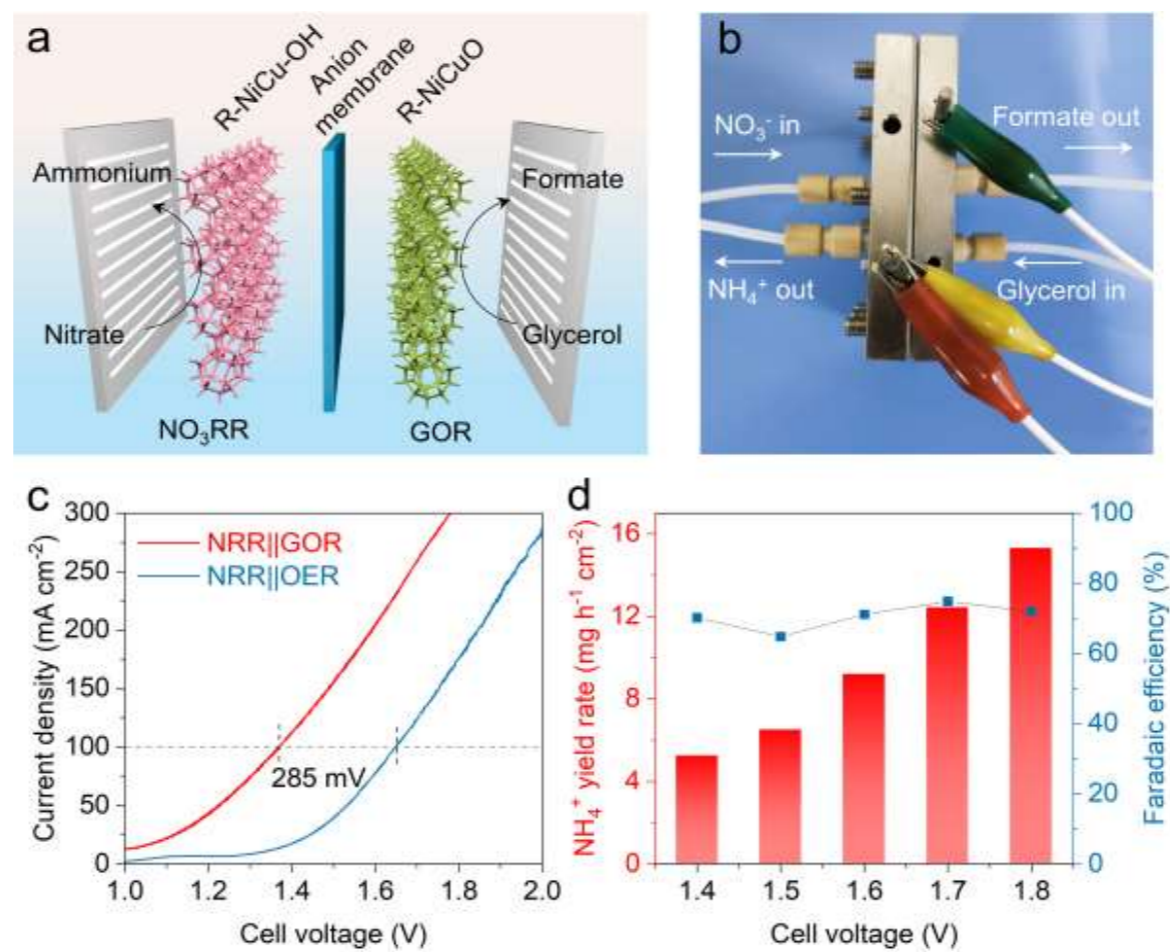 a
R-NiCu-OH
Anion
membrane
R-NiCuO
Ammonium
Formate
Nitrate
Glycerol
NO₃RR
GOR
b
NO₃⁻ in
Formate out
NH₄⁺ out
Glycerol in
c
Current density (mA cm⁻²)
300
250
200
150
100
50
0
NRR||GOR
NRR||OER
285 mV
1.0 1.2 1.4 1.6 1.8 2.0
Cell voltage (V)
d
NH₄⁺ yield rate (mg h⁻¹ cm⁻²)
16
12
8
4
0
100
80
60
40
20
0
Faradaic efficiency (%)
1.4 1.5 1.6 1.7 1.8
Cell voltage (V)